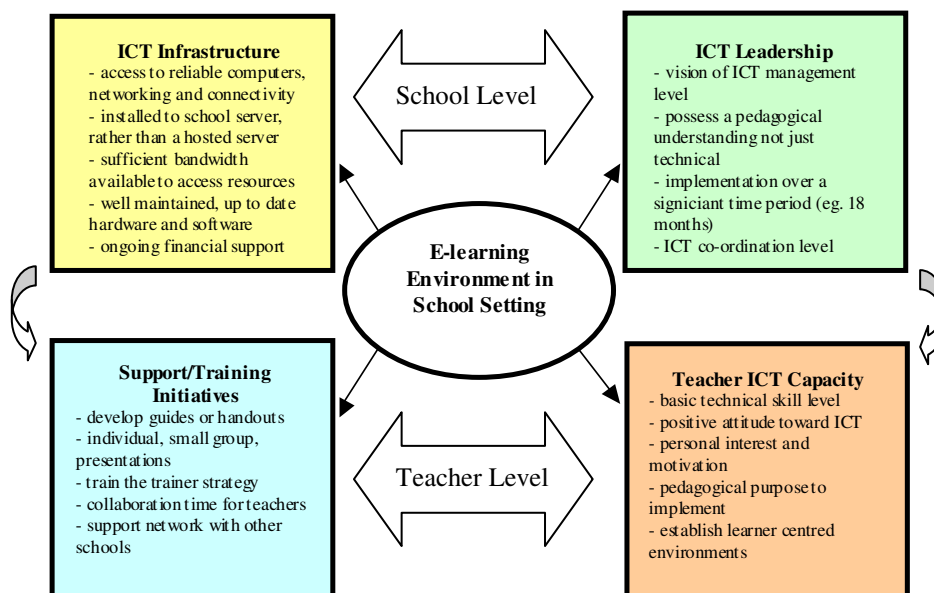 ICT Infrastructure
- access to reliable computers,
networking and connectivity
- installed to school server,
rather than a hosted server
- sufficient bandwidth
available to access resources
- well maintained, up to date
hardware and software
- ongoing financial support
School Level
ICT Leadership
- vision of ICT management
level
- possess a pedagogical
understanding not just
technical
- implementation over a
signiciant time period (eg. 18
months)
- ICT co-ordination level
E-learning
Environment in
School Setting
Support/Training
Initiatives
- develop guides or handouts
- individual, small group,
presentations
- train the trainer strategy
- collaboration time for teachers
- support network with other
schools
Teacher Level
Teacher ICT Capacity
- basic technical skill level
- positive attitude toward ICT
- personal interest and
motivation
- pedagogical purpose to
implement
- establish learner centred
environments